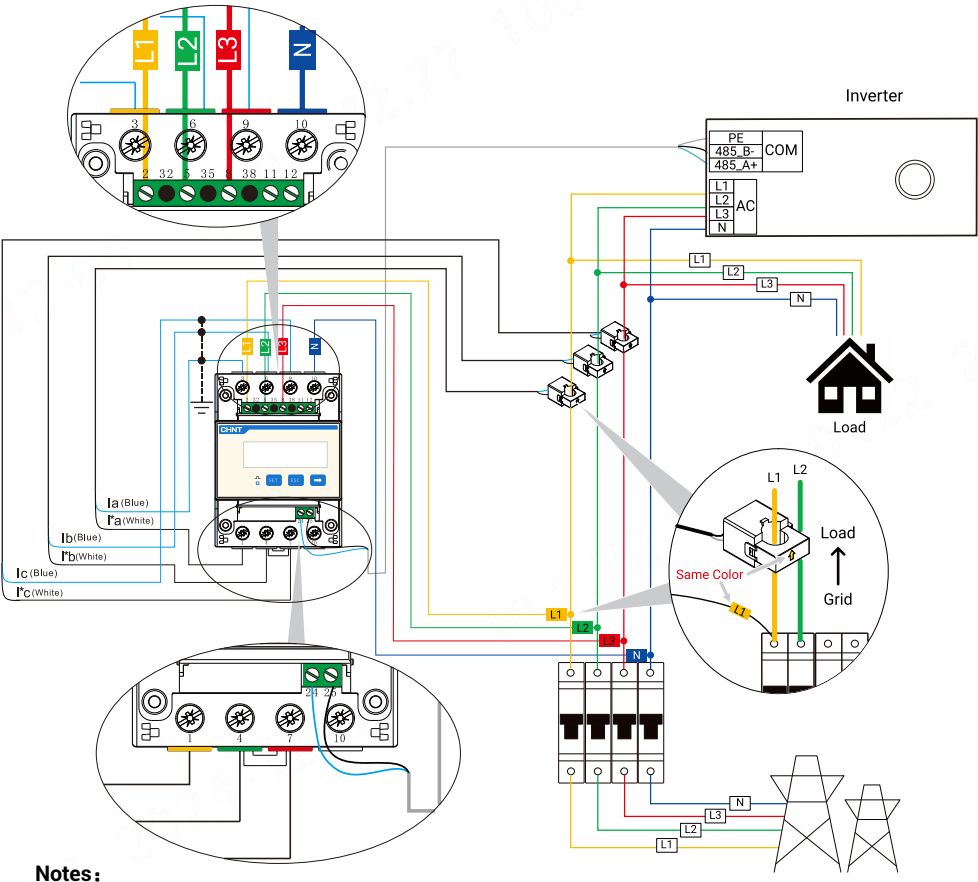 L1
L2
L3
N
3
6
9
10
2 32 5 35 8 38 11 12
Inverter
PE
485_B-
485_A+
COM
L1
L2
L3
N
AC
L1
L2
L3
N
Load
L1
L2
L3
N
CHNT
SET
ESC
Ia(Blue)
I*a(White)
Ib(Blue)
I*b(White)
Ic(Blue)
I*c(White)
L1
L2
Load
Grid
Same Color
L1
L1
L2
L3
N
24 25
1
4
7
10
N
L3
L2
L1
Notes: